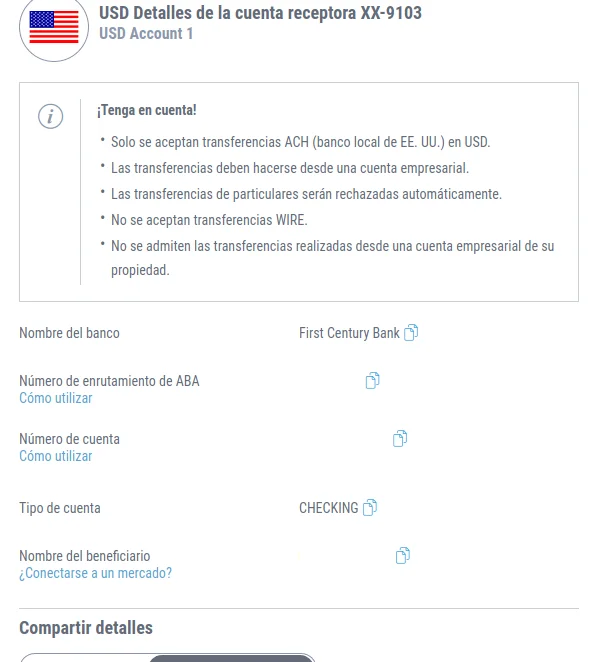 USD Detalles de la cuenta receptora XX-9103
USD Account 1
¡Tenga en cuenta!
• Solo se aceptan transferencias ACH (banco local de EE. UU.) en USD.
• Las transferencias deben hacerse desde una cuenta empresarial.
• Las transferencias de particulares serán rechazadas automáticamente.
• No se aceptan transferencias WIRE.
• No se admiten las transferencias realizadas desde una cuenta empresarial de su
propiedad.
Nombre del banco First Century Bank
Número de enrutamiento de ABA
Cómo utilizar
Número de cuenta
Cómo utilizar
Tipo de cuenta CHECKING
Nombre del beneficiario
¿Conectarse a un mercado?
Compartir detalles